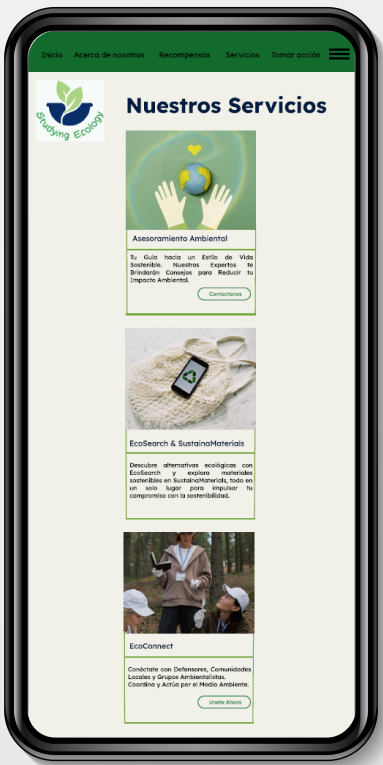 Inicio Acerca de nosotros Recompensas Servicios Tomar acción
Studying Ecology
Nuestros Servicios
Asesoramiento Ambiental
Tu Guía hacia un Estilo de Vida
Sostenible. Nuestros Expertos te
Brindarán Consejos para Reducir tu
Impacto Ambiental.
Contactanos
EcoSearch & SustainaMaterials
Descubre alternativas ecológicas con
EcoSearch y explora materiales
sostenibles en SustainaMaterials, todo en
un solo lugar para impulsar tu
compromiso con la sostenibilidad.
EcoConnect
Conéctate con Defensores, Comunidades
Locales y Grupos Ambientalistas.
Coordina y Actúa por el Medio Ambiente.
Unete Ahora